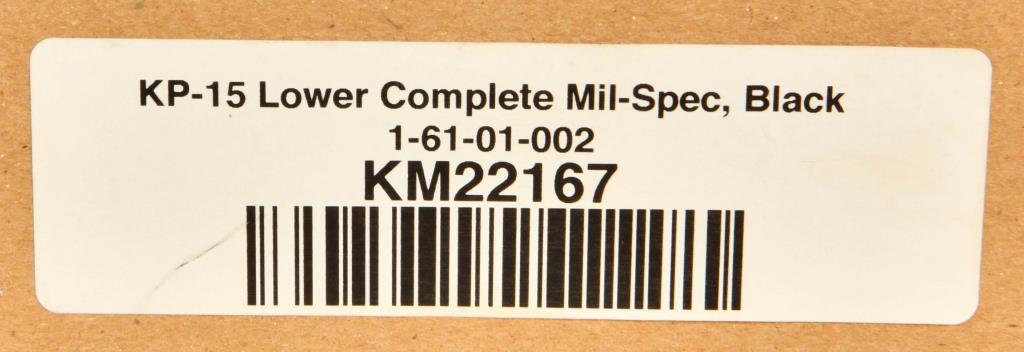 KP-15 Lower Complete Mil-Spec, Black
1-61-01-002
KM22167